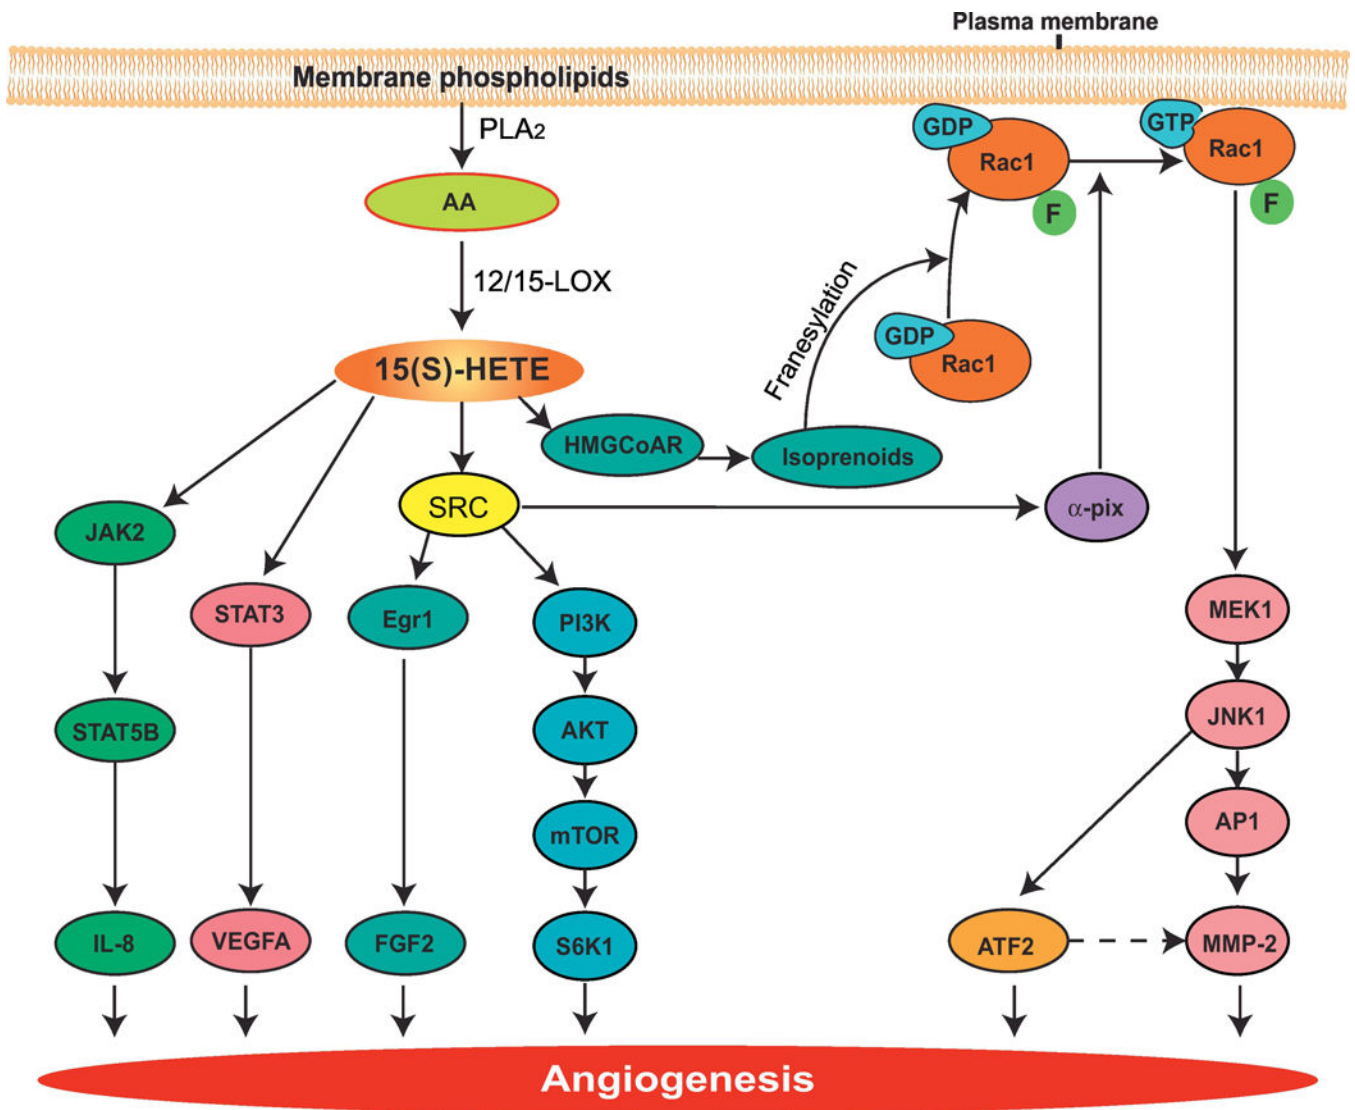 Plasma membrane
Membrane phospholipids
PLA2
GDP
Rac1
F
GTP
Rac1
F
AA
12/15-LOX
Franesylation
GDP
Rac1
15(S)-HETE
HMGCoAR
Isoprenoids
SRC
α-pix
JAK2
STAT3
Egr1
PI3K
MEK1
STAT5B
AKT
JNK1
mTOR
AP1
IL-8
VEGFA
FGF2
S6K1
ATF2
MMP-2
Angiogenesis